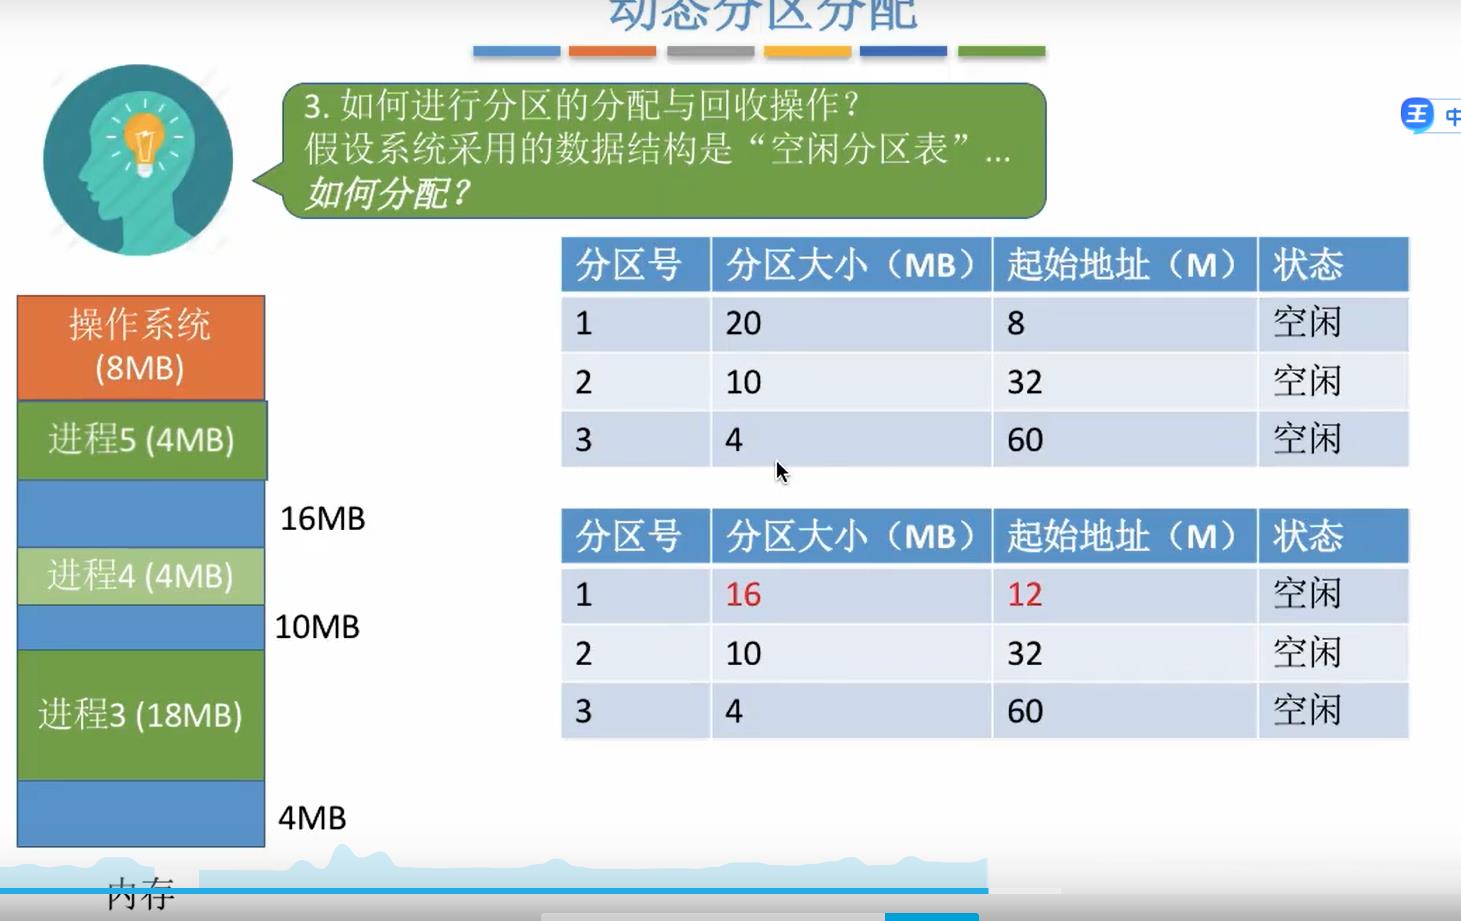 动态分区分配
3. 如何进行分区的分配与回收操作？
假设系统采用的数据结构是“空闲分区表”...
如何分配？
王 中
操作系统
(8MB)
进程5 (4MB)
16MB
进程4 (4MB)
10MB
进程3 (18MB)
4MB
内存
分区号 分区大小（MB） 起始地址（M） 状态
1 20 8 空闲
2 10 32 空闲
3 4 60 空闲
分区号 分区大小（MB） 起始地址（M） 状态
1 16 12 空闲
2 10 32 空闲
3 4 60 空闲